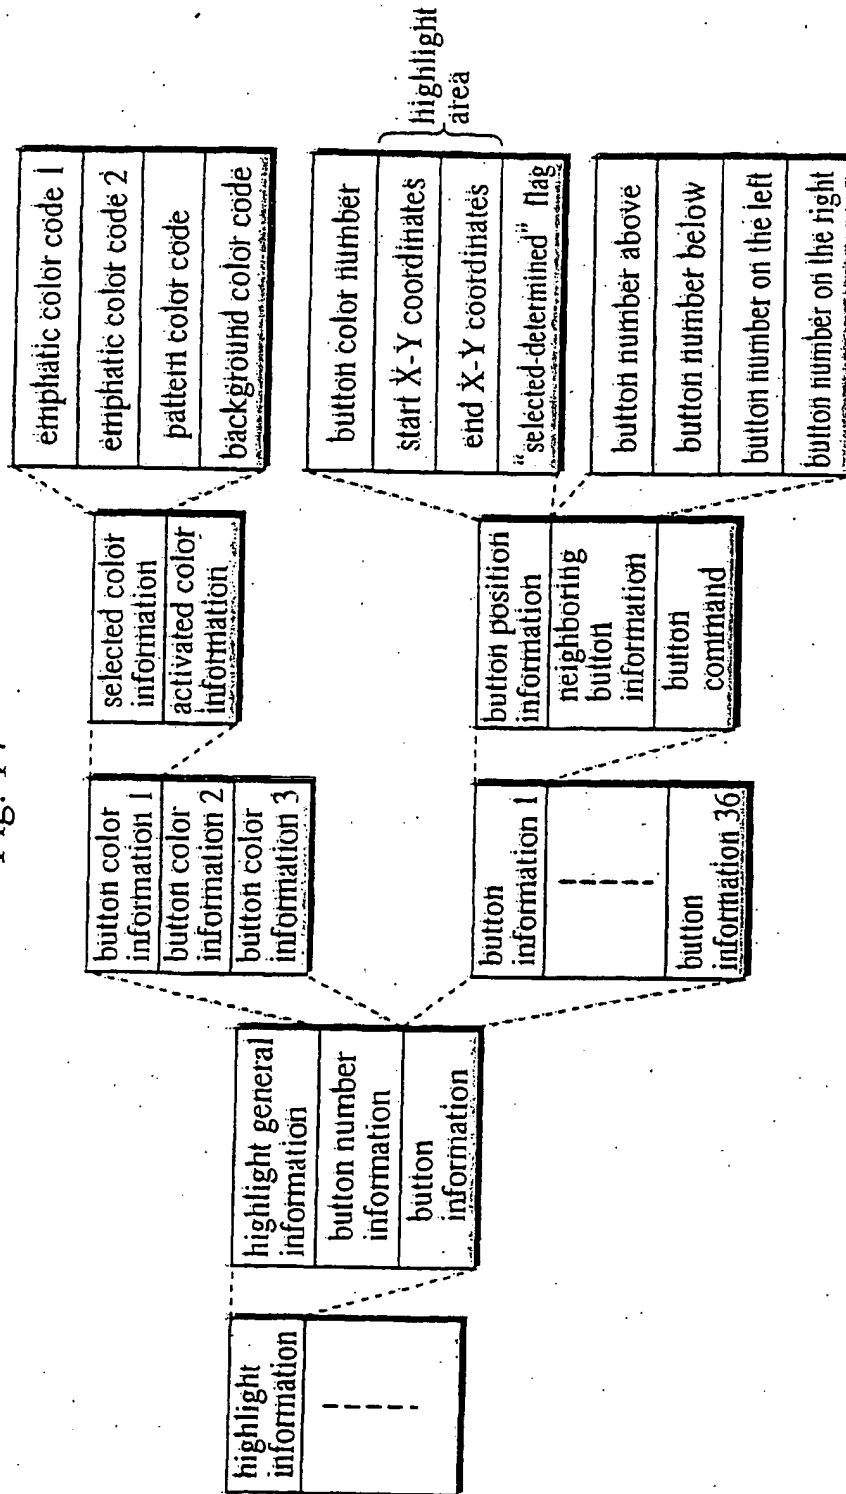 Fig. 17
highlight
information
highlight general
information
button number
information
button
information
button color
information 1
button color
information 2
button color
information 3
button
information 1
button
information 36
selected color
information
activated color
information
button position
information
neighboring
button
information
button
command
emphatic color code 1
emphatic color code 2
pattern color code
background color code
button color number
start X-Y coordinates
end X-Y coordinates
"selected-determined" flag
highlight
area
button number above
button number below
button number on the left
button number on the right